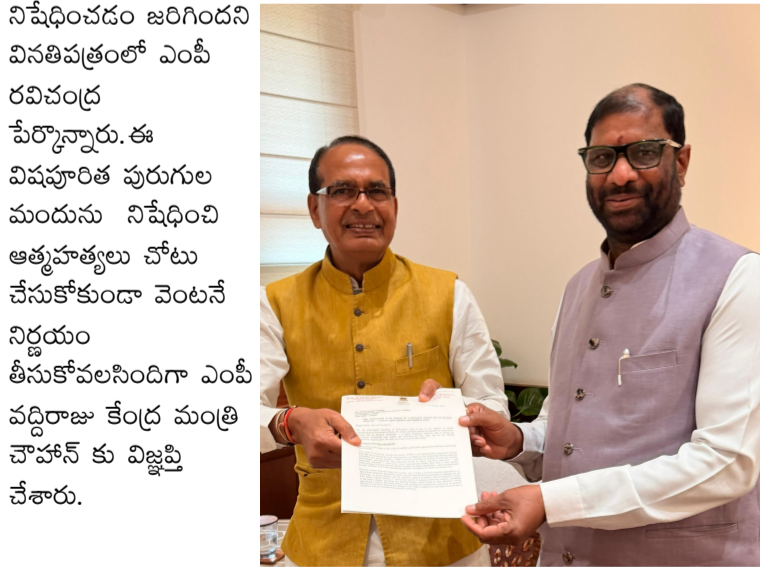 నిషేధించడం జరిగిందని
వినతిపత్రంలో ఎంపీ
రవిచంద్ర
పేర్కొన్నారు.ఈ
విషపూరిత పురుగుల
మందును నిషేధించి
ఆత్మహత్యలు చోటు
చేసుకోకుండా వెంటనే
నిర్ణయం
తీసుకోవలసిందిగా ఎంపీ
వద్దిరాజు కేంద్ర మంత్రి
చౌహాన్ కు విజ్ఞప్తి
చేశారు.